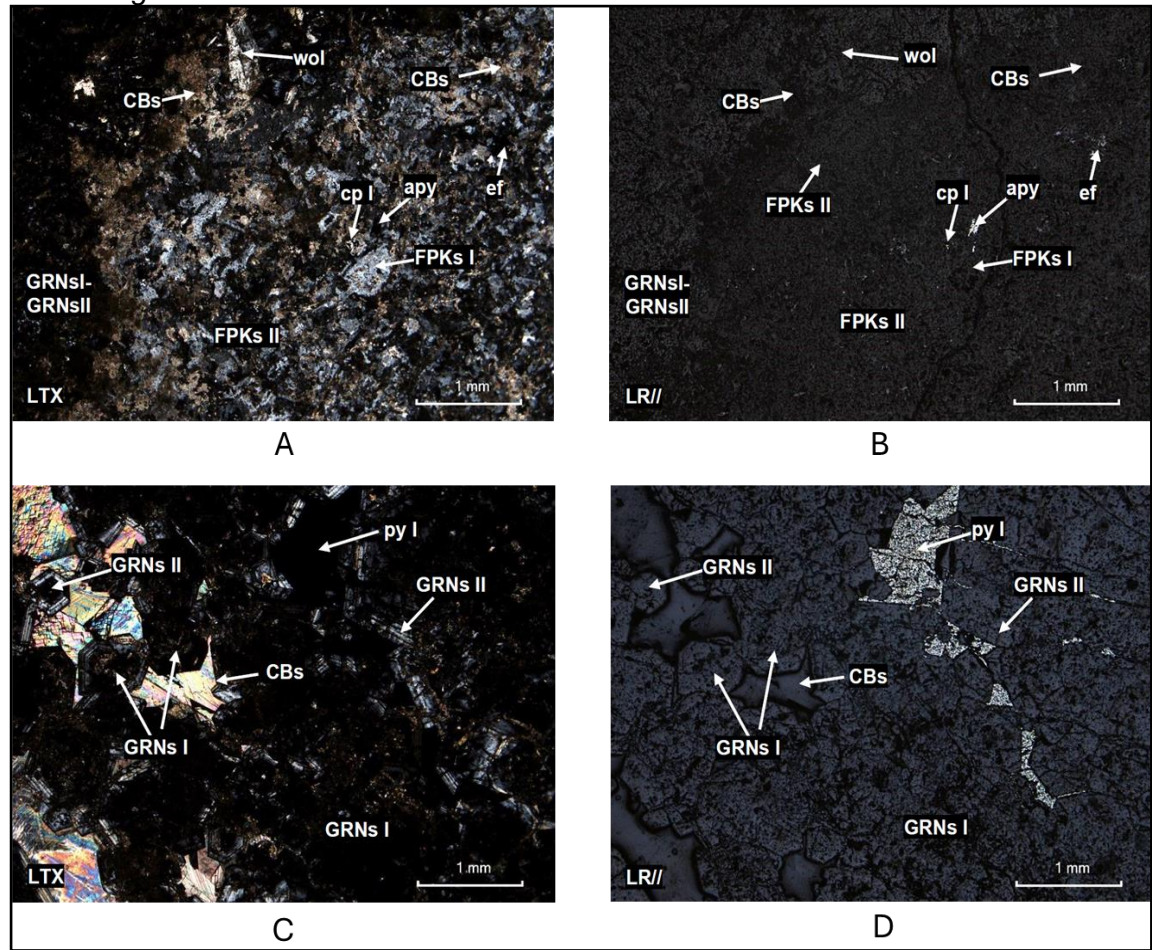 wol
CBs
CBs
cp I
apy
ef
FPKs I
GRNsI-
GRNsII
FPKs II
LTX
1 mm
A
wol
CBs
CBs
FPKs II
cp I
apy
ef
FPKs I
GRNsI-
GRNsII
FPKs II
LR//
1 mm
B
py I
GRNs II
GRNs II
CBs
GRNs I
GRNs I
LTX
1 mm
C
py I
GRNs II
GRNs II
CBs
GRNs I
GRNs I
LR//
1 mm
D